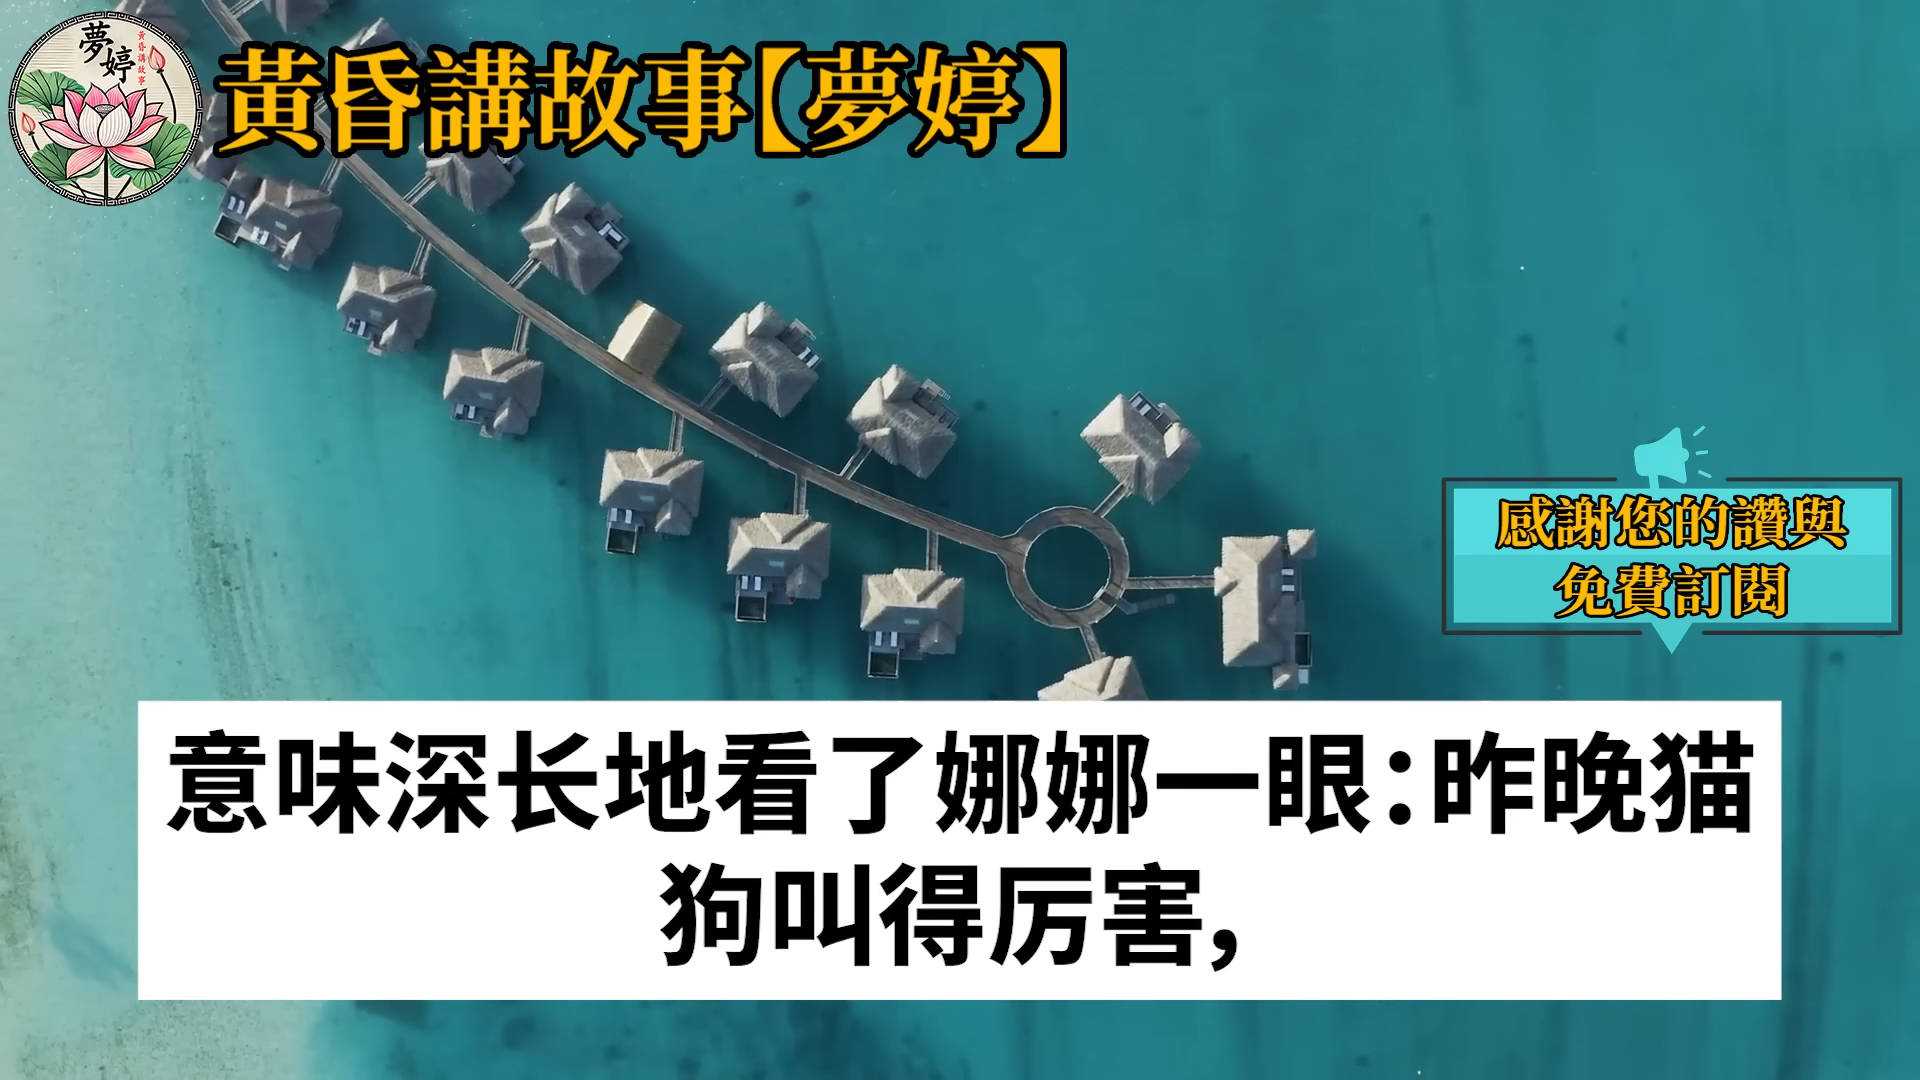 夢婷
黃昏講故事
黃昏講故事【夢婷】
感謝您的讚與
免費訂閱
意味深长地看了娜娜一眼：昨晚猫
狗叫得厉害，